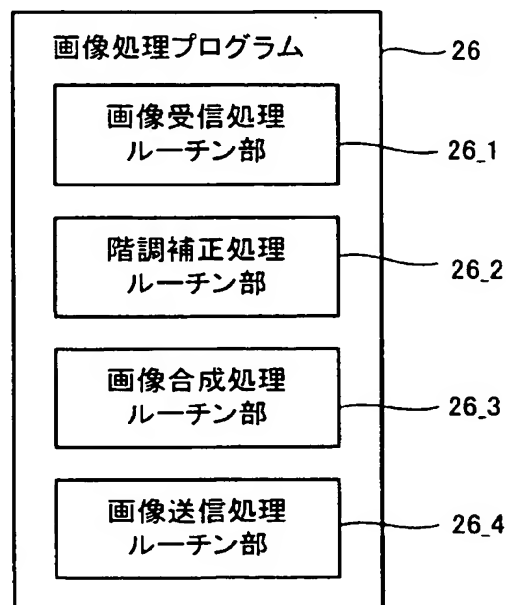 画像処理プログラム
26
画像受信処理
ルーチン部
26_1
階調補正処理
ルーチン部
26_2
画像合成処理
ルーチン部
26_3
画像送信処理
ルーチン部
26_4